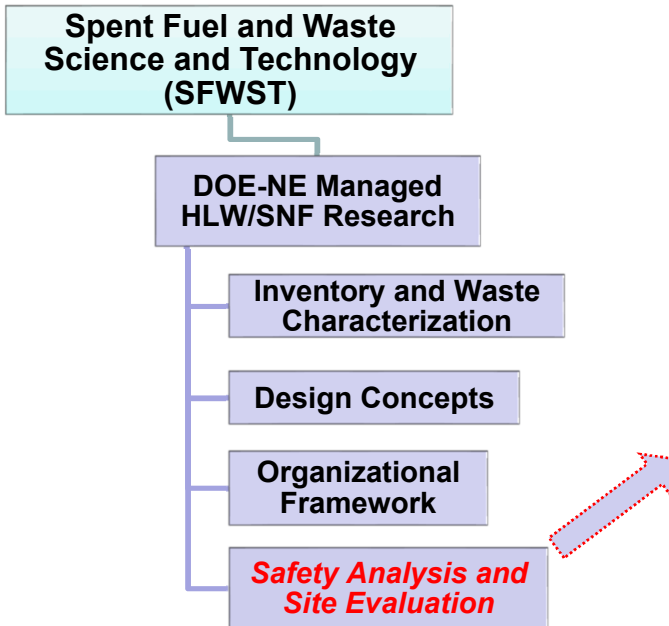 Spent Fuel and Waste
Science and Technology
(SFWST)
DOE-NE Managed
HLW/SNF Research
Inventory and Waste
Characterization
Design Concepts
Organizational
Framework
Safety Analysis and
Site Evaluation